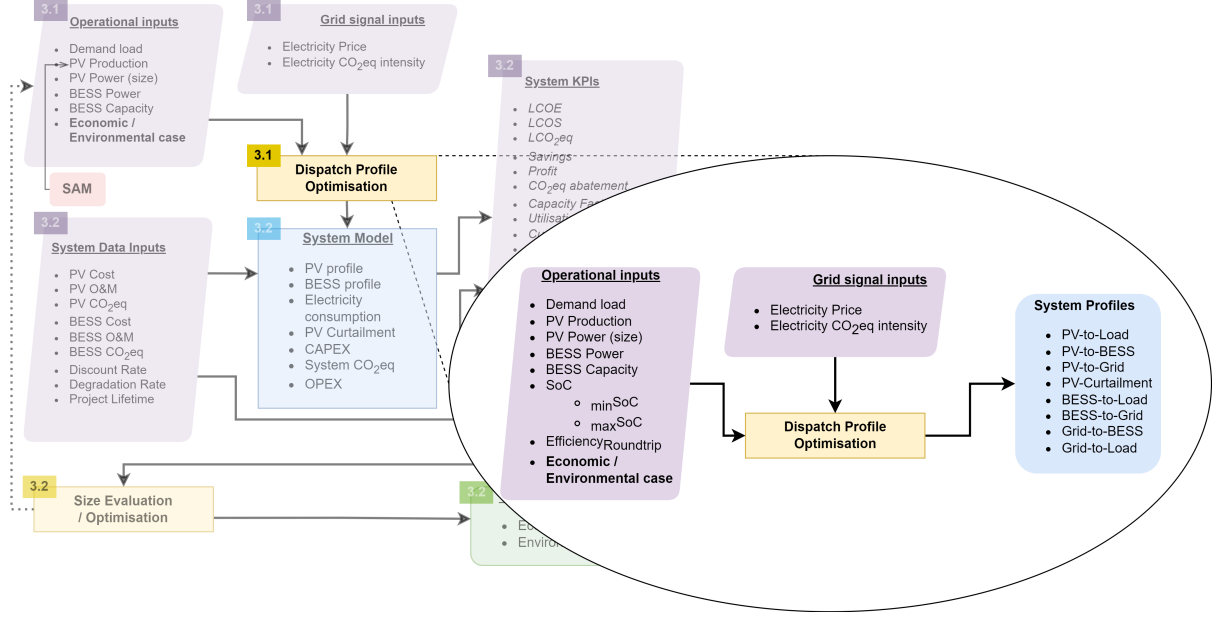 3.1
Operational inputs
Demand load
PV Production
PV Power (size)
BESS Power
BESS Capacity
Economic /
Environmental case
SAM
3.1
Grid signal inputs
Electricity Price
Electricity CO2eq intensity
3.1
Dispatch Profile
Optimisation
3.2
System KPIs
LCOE
LCOS
LCO2eq
Savings
Profit
CO2eq abatement
Capacity
3.2
System Data Inputs
PV Cost
PV O&M
PV CO2eq
BESS Cost
BESS O&M
BESS CO2eq
Discount Rate
Degradation Rate
Project Lifetime
3.2
System Model
PV profile
BESS profile
Electricity
consumption
PV Curtailment
CAPEX
System CO2eq
OPEX
3.2
Size Evaluation
/ Optimisation
3.2
Operational inputs
Demand load
PV Production
PV Power (size)
BESS Power
BESS Capacity
SoC
minSoC
maxSoC
EfficiencyRoundtrip
Economic /
Environmental case
Grid signal inputs
Electricity Price
Electricity CO2eq intensity
Dispatch Profile
Optimisation
System Profiles
PV-to-Load
PV-to-BESS
PV-to-Grid
PV-Curtailment
BESS-to-Load
BESS-to-Grid
Grid-to-BESS
Grid-to-Load